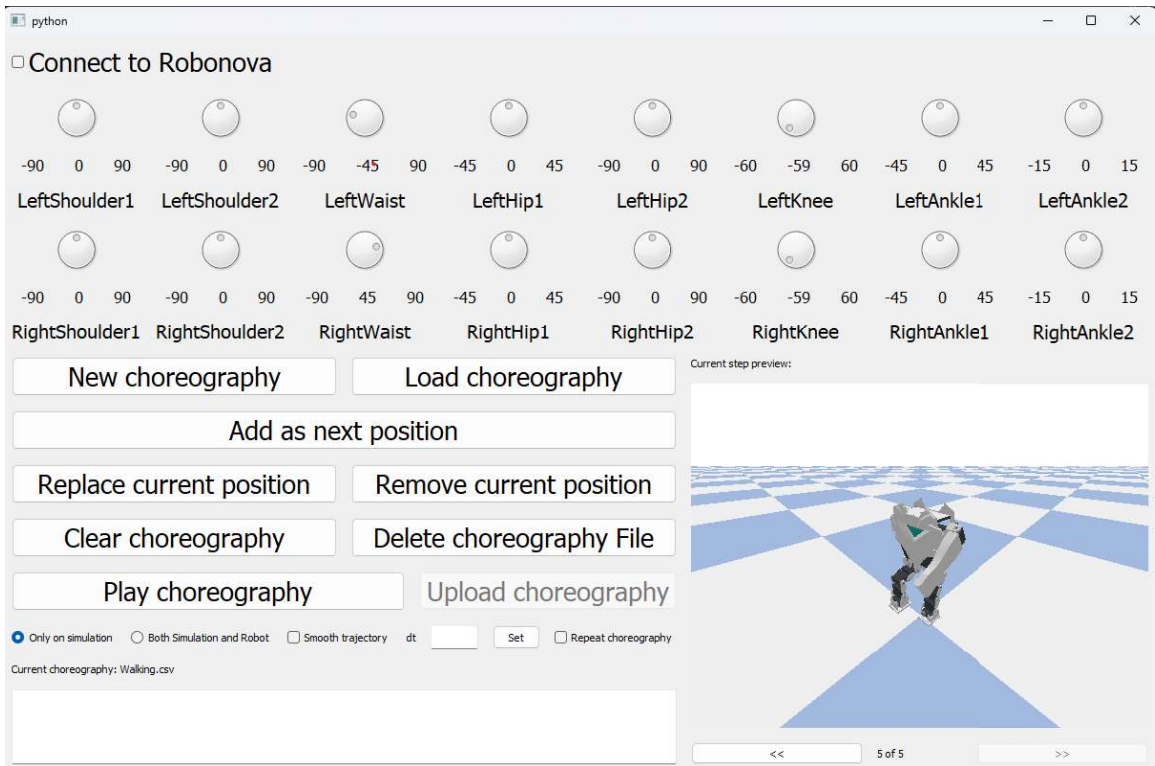 python
Connect to Robonova
-90 0 90 -90 0 90 -90 -45 90 -45 0 45 -90 0 90 -60 -59 60 -45 0 45 -15 0 15
LeftShoulder1 LeftShoulder2 LeftWaist LeftHip1 LeftHip2 LeftKnee LeftAnkle1 LeftAnkle2
-90 0 90 -90 0 90 -90 45 90 -45 0 45 -90 0 90 -60 -59 60 -45 0 45 -15 0 15
RightShoulder1 RightShoulder2 RightWaist RightHip1 RightHip2 RightKnee RightAnkle1 RightAnkle2
New choreography Load choreography
Current step preview:
Add as next position
Replace current position Remove current position
Clear choreography Delete choreography File
Play choreography Upload choreography
Only on simulation Both Simulation and Robot Smooth trajectory dt Set Repeat choreography
Current choreography: Walking.csv
<< 5 of 5 >>